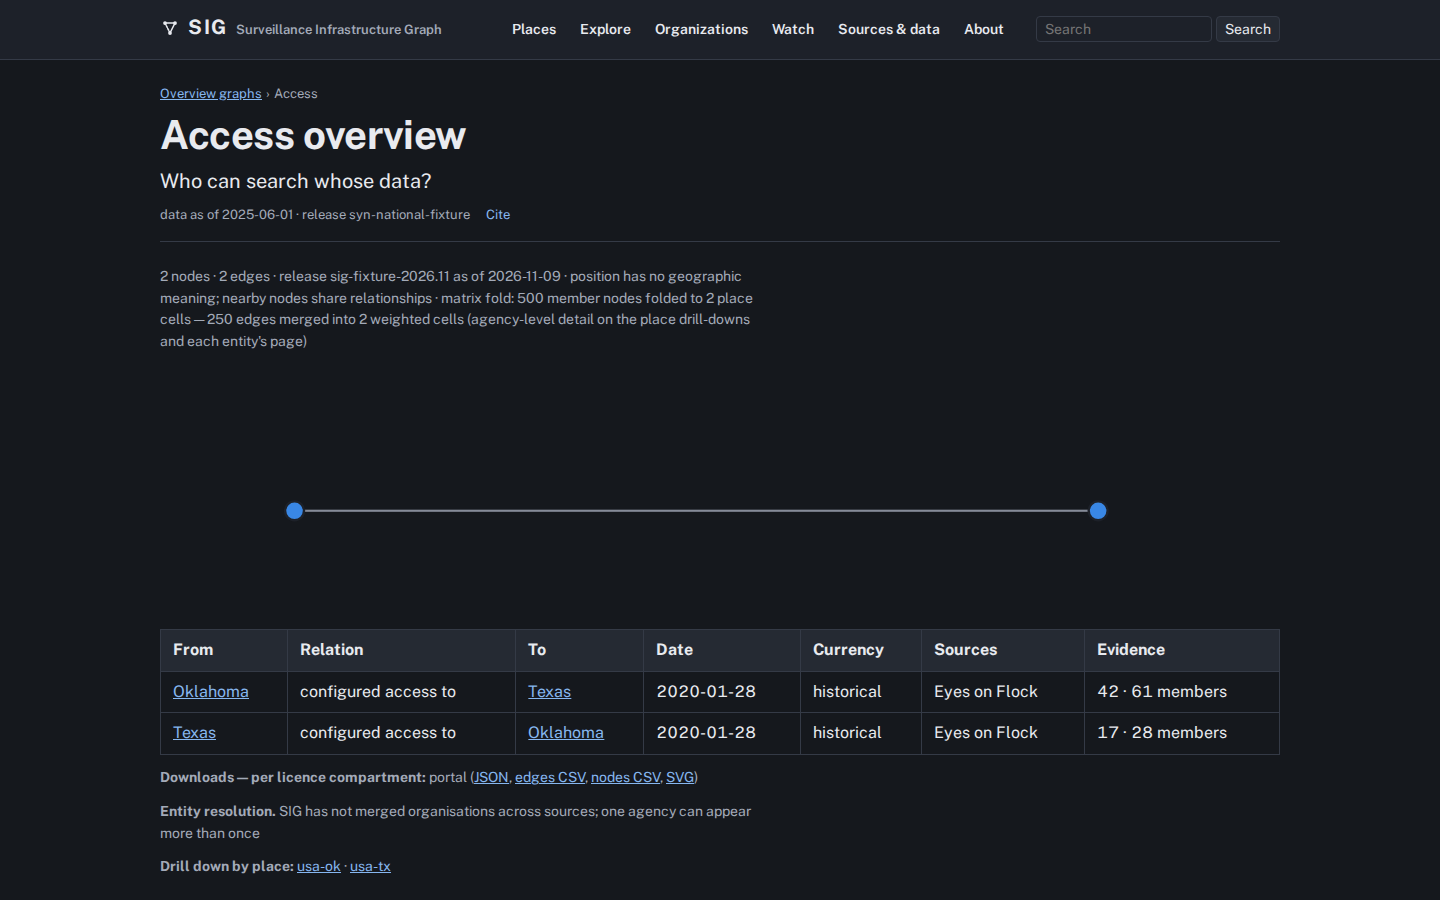 SIG Surveillance Infrastructure Graph Places Explore Organizations Watch Sources & data About Search Search
Overview graphs › Access
Access overview
Who can search whose data?
data as of 2025-06-01 · release syn-national-fixture Cite
2 nodes · 2 edges · release sig-fixture-2026.11 as of 2026-11-09 · position has no geographic
meaning; nearby nodes share relationships · matrix fold: 500 member nodes folded to 2 place
cells — 250 edges merged into 2 weighted cells (agency-level detail on the place drill-downs
and each entity's page)
From Relation To Date Currency Sources Evidence
Oklahoma configured access to Texas 2020-01-28 historical Eyes on Flock 42 · 61 members
Texas configured access to Oklahoma 2020-01-28 historical Eyes on Flock 17 · 28 members
Downloads — per licence compartment: portal (JSON, edges CSV, nodes CSV, SVG)
Entity resolution. SIG has not merged organisations across sources; one agency can appear
more than once
Drill down by place: usa-ok · usa-tx